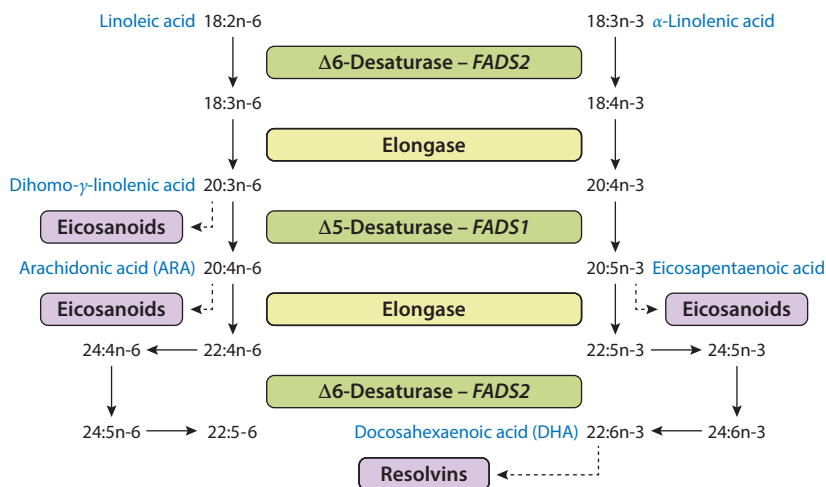 Linoleic acid 18:2n-6 18:3n-3 α-Linolenic acid
Δ6-Desaturase – FADS2
18:3n-6 18:4n-3
Elongase
Dihomo-γ-linolenic acid 20:3n-6 20:4n-3
Eicosanoids Δ5-Desaturase – FADS1
Arachidonic acid (ARA) 20:4n-6 20:5n-3 Eicosapentaenoic acid
Eicosanoids Elongase Eicosanoids
24:4n-6 22:4n-6 22:5n-3 24:5n-3
Δ6-Desaturase – FADS2
24:5n-6 22:5-6 Docosahexaenoic acid (DHA) 22:6n-3 24:6n-3
Resolvins